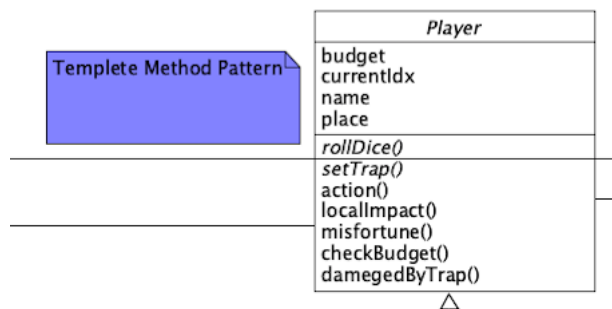 Templete Method Pattern
Player
budget
currentIdx
name
place
rollDice()
setTrap()
action()
localImpact()
misfortune()
checkBudget()
damegedByTrap()